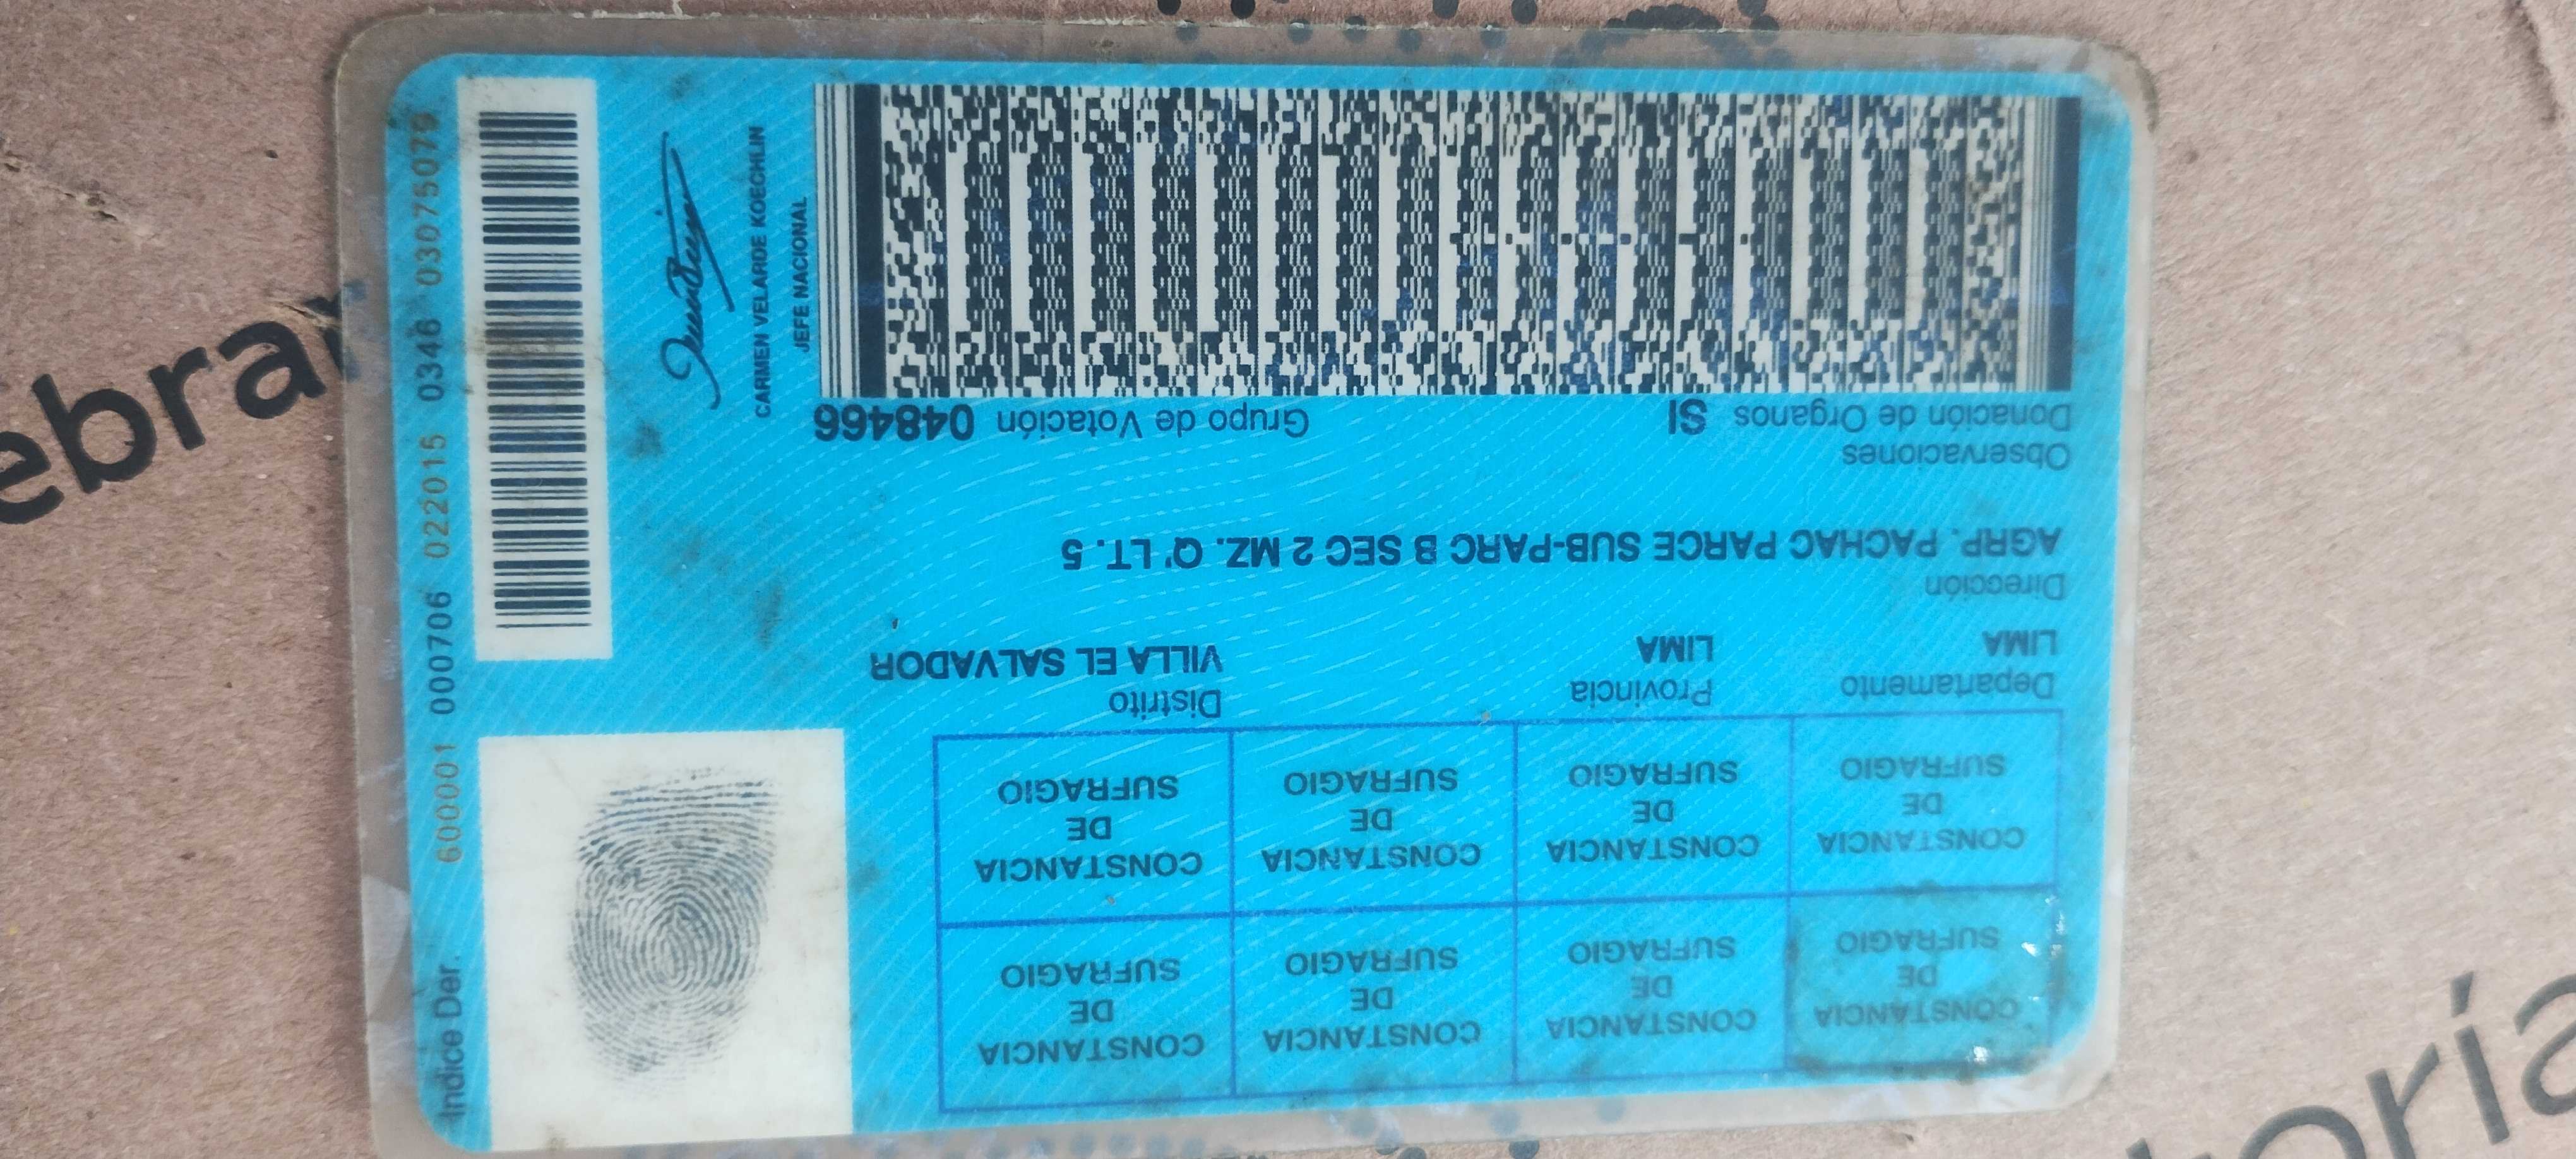 CONSTANCIA DE SUFRAGIO
CONSTANCIA DE SUFRAGIO
CONSTANCIA DE SUFRAGIO
CONSTANCIA DE SUFRAGIO
CONSTANCIA DE SUFRAGIO
CONSTANCIA DE SUFRAGIO
CONSTANCIA DE SUFRAGIO
CONSTANCIA DE SUFRAGIO
Departamento Provincia Distrito
LIMA LIMA VILLA EL SALVADOR
Dirección
AGRP. PACHAC PARCE SUB-PARC B SEC 2 MZ. Q' LT. 5
Observaciones
Donación de Organos SI Grupo de Votación 048466
CARMEN VELARDE KOECHLIN
JEFE NACIONAL
Indice Der. 600001 000706 022015 0346 03075079
ebrar
oría